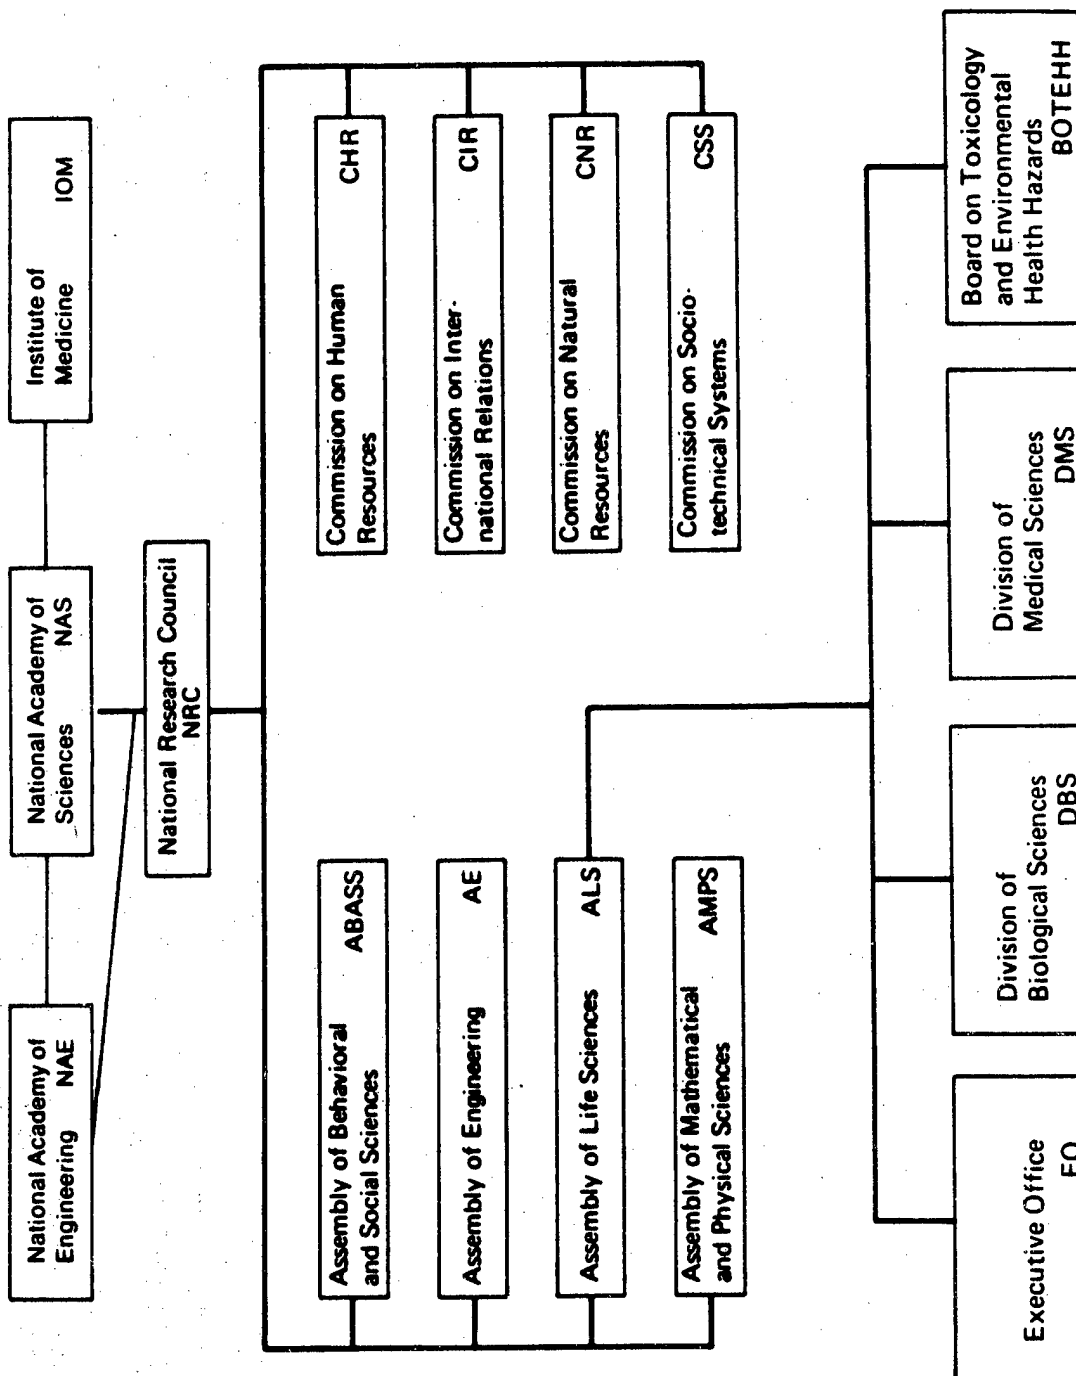 National Academy of
Engineering NAE
National Academy of
Sciences NAS
Institute of
Medicine IOM
National Research Council
NRC
Assembly of Behavioral
and Social Sciences ABASS
Assembly of Engineering AE
Assembly of Life Sciences ALS
Assembly of Mathematical
and Physical Sciences AMPS
Commission on Human
Resources CHR
Commission on Inter-
national Relations CIR
Commission on Natural
Resources CNR
Commission on Socio-
technical Systems CSS
Executive Office
EO
Division of
Biological Sciences
DBS
Division of
Medical Sciences
DMS
Board on Toxicology
and Environmental
Health Hazards
BOTEHH